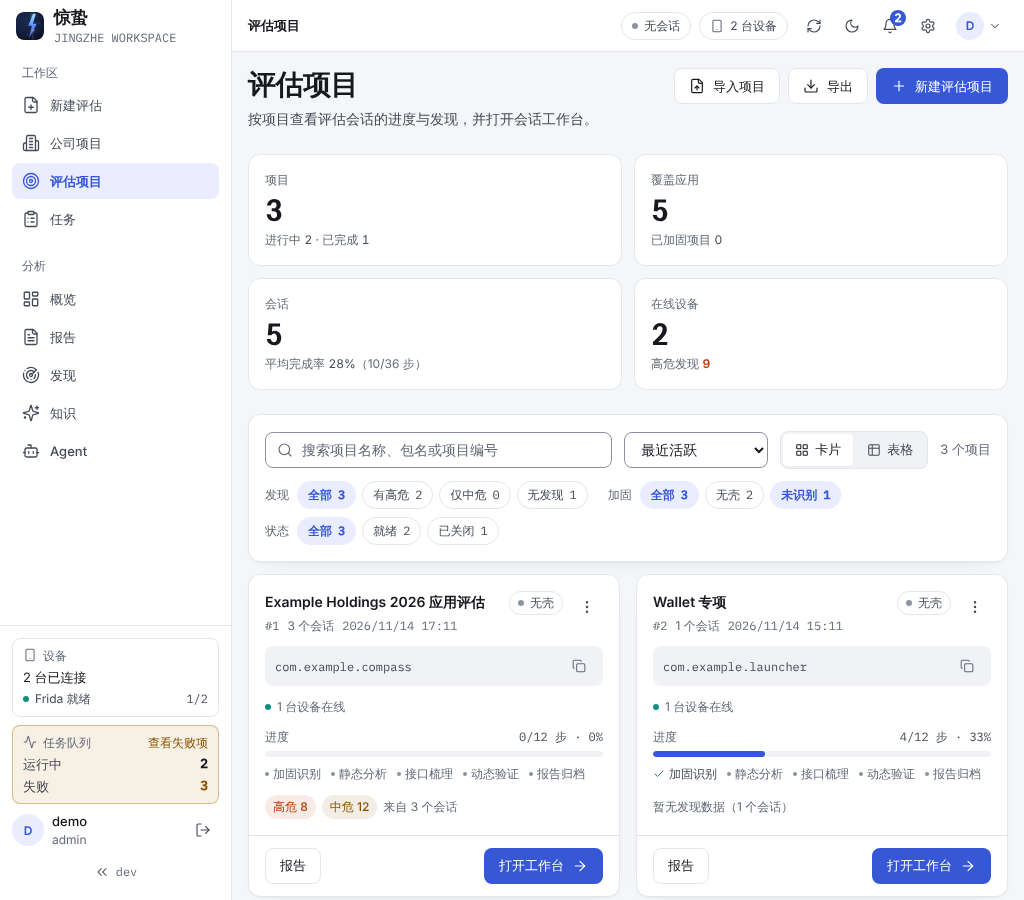 惊蛰
JINGZHE WORKSPACE
工作区
新建评估
公司项目
评估项目
任务
分析
概览
报告
发现
知识
Agent
设备
2 台已连接
Frida 就绪 1/2
任务队列 查看失败项
运行中 2
失败 3
D demo
admin
dev
评估项目 无会话 2 台设备 2 D
评估项目
按项目查看评估会话的进度与发现，并打开会话工作台。
导入项目 导出 新建评估项目
项目
3
进行中 2 · 已完成 1
覆盖应用
5
已加固项目 0
会话
5
平均完成率 28%（10/36 步）
在线设备
2
高危发现 9
搜索项目名称、包名或项目编号 最近活跃 卡片 表格 3 个项目
发现 全部 3 有高危 2 仅中危 0 无发现 1 加固 全部 3 无壳 2 未识别 1
状态 全部 3 就绪 2 已关闭 1
Example Holdings 2026 应用评估 无壳
#1 3 个会话 2026/11/14 17:11
com.example.compass
1 台设备在线
进度 0/12 步 · 0%
加固识别 静态分析 接口梳理 动态验证 报告归档
高危 8 中危 12 来自 3 个会话
报告 打开工作台
Wallet 专项 无壳
#2 1 个会话 2026/11/14 15:11
com.example.launcher
1 台设备在线
进度 4/12 步 · 33%
加固识别 静态分析 接口梳理 动态验证 报告归档
暂无发现数据（1 个会话）
报告 打开工作台